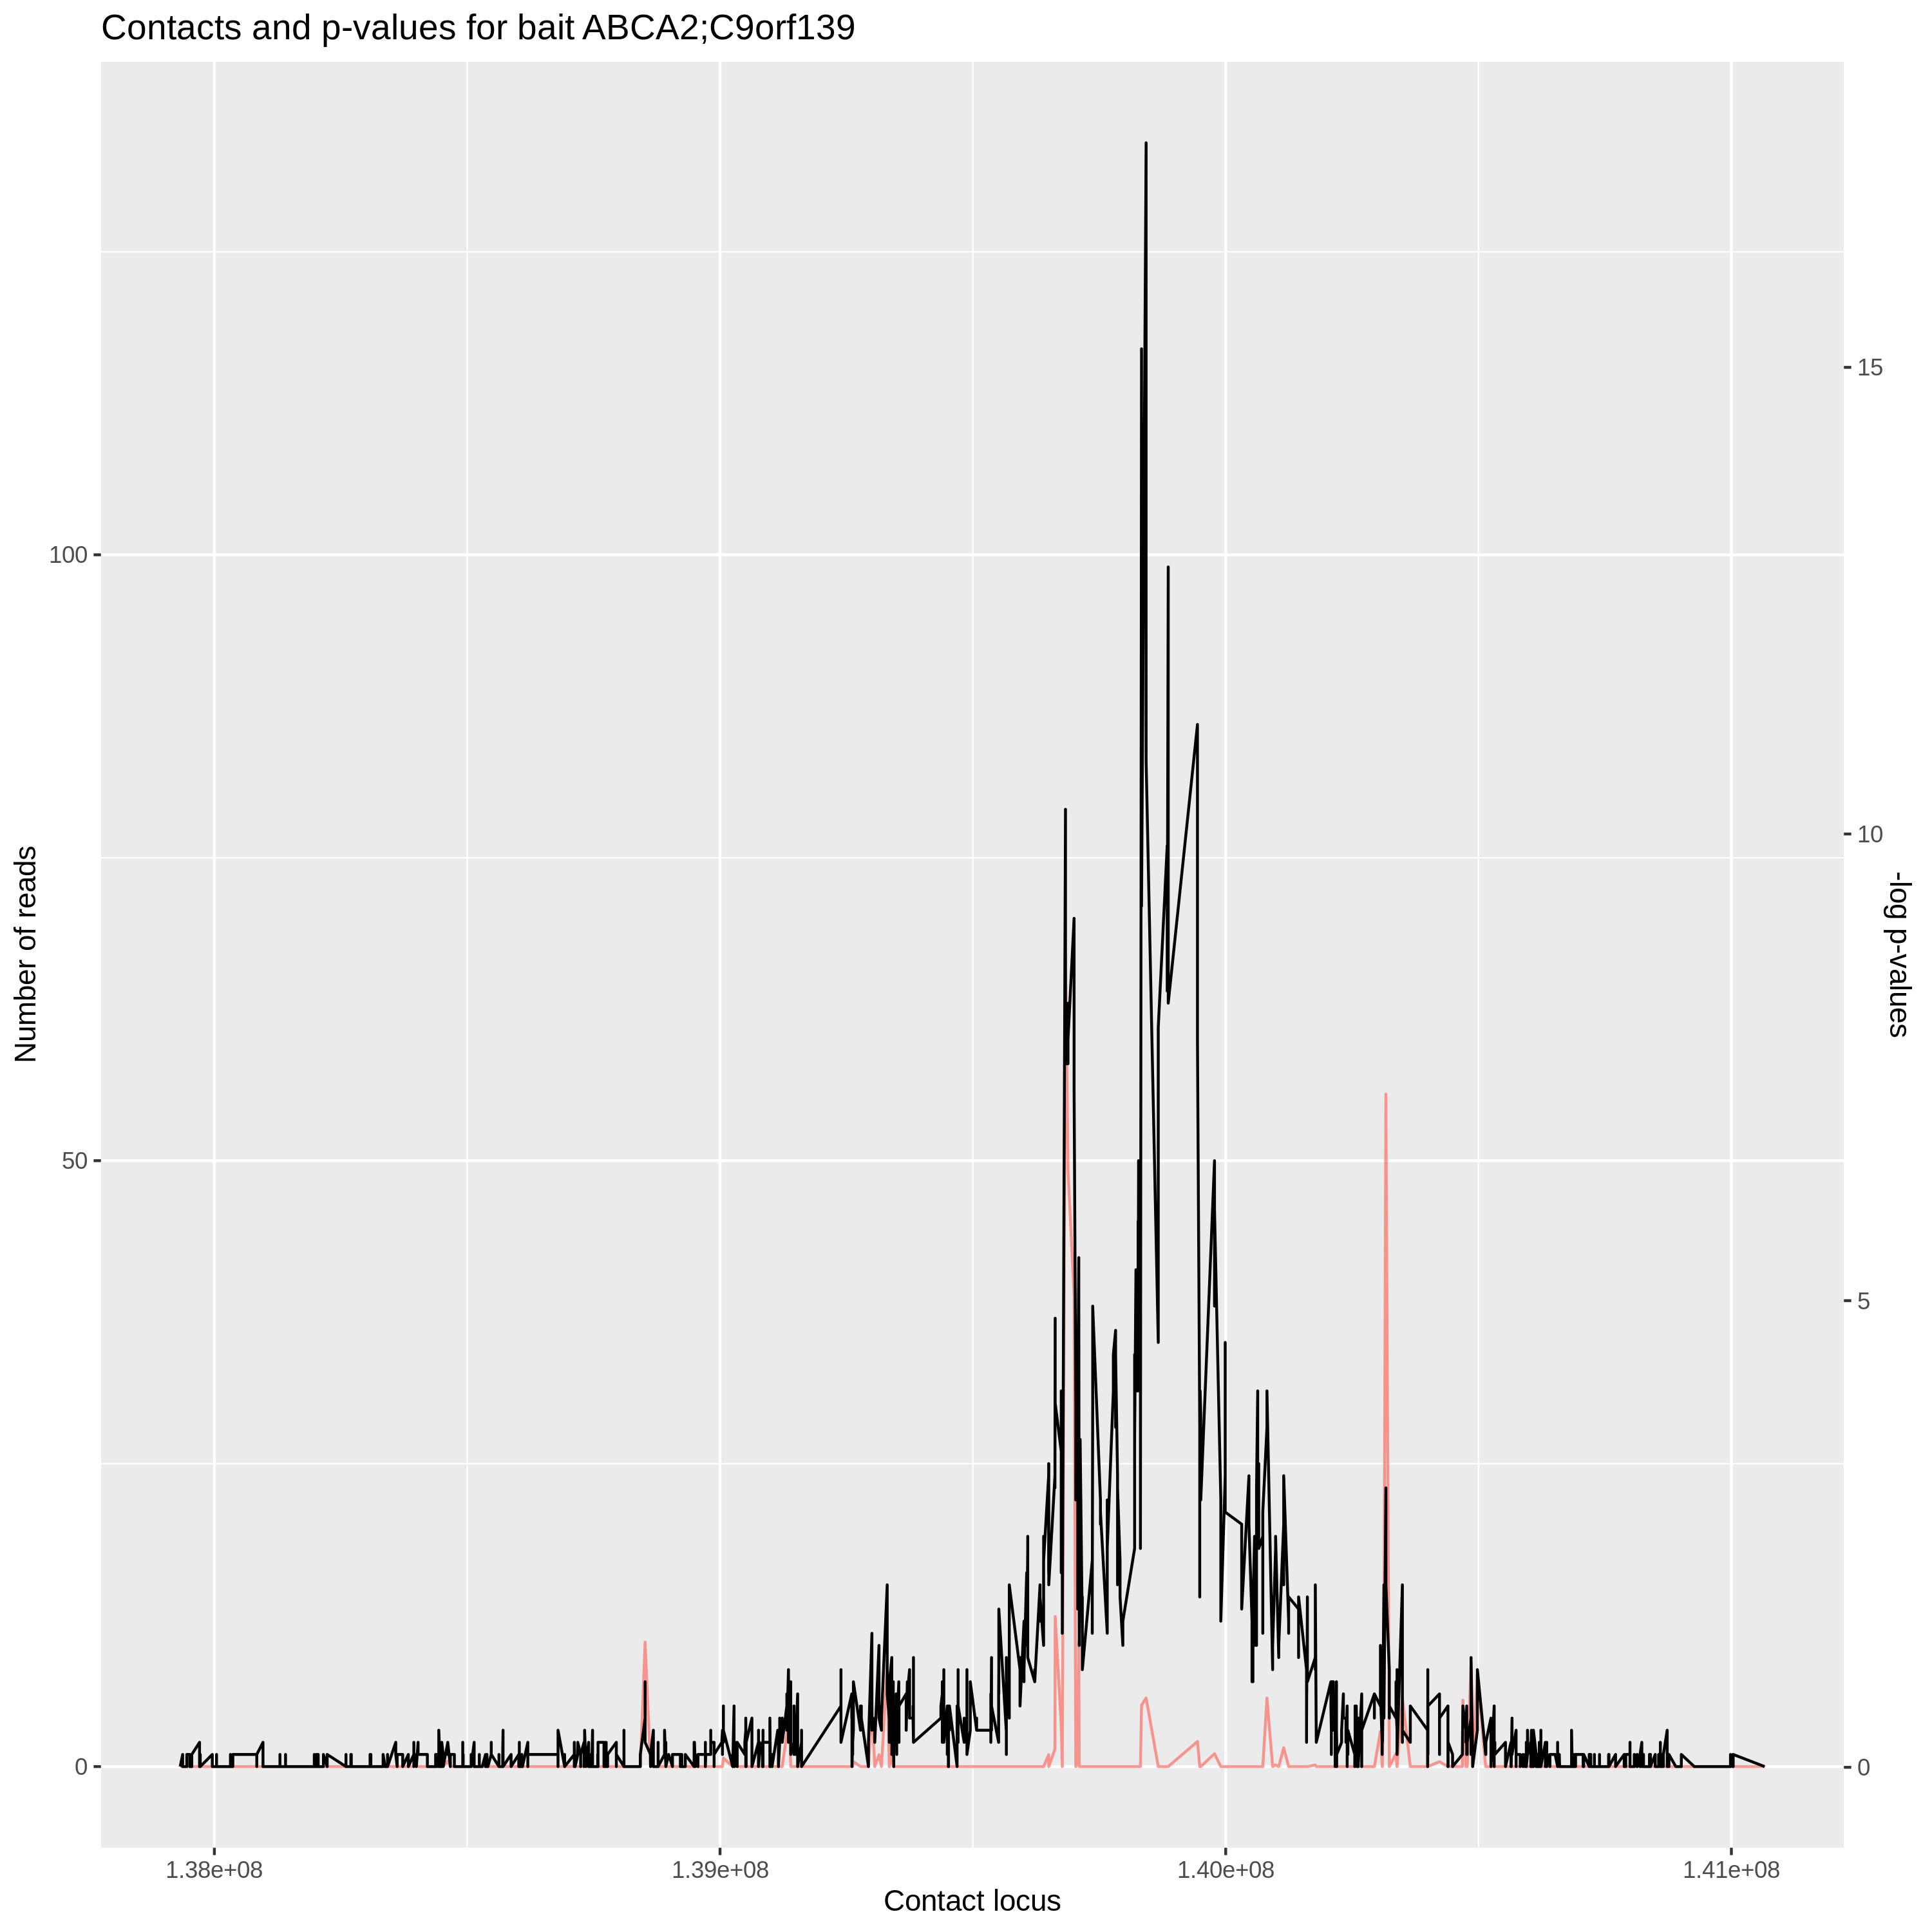 Contacts and p-values for bait ABCA2;C9orf139
Number of reads
100
50
0
15
10
5
0
-log p-values
1.38e+08
1.39e+08
1.40e+08
1.41e+08
Contact locus